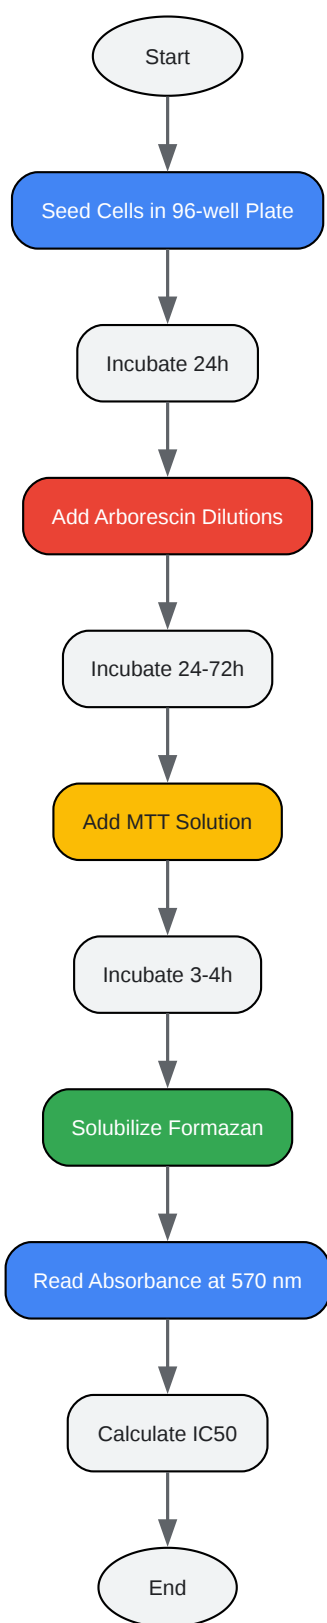 Start
Seed Cells in 96-well Plate
Incubate 24h
Add Arborescin Dilutions
Incubate 24-72h
Add MTT Solution
Incubate 3-4h
Solubilize Formazan
Read Absorbance at 570 nm
Calculate IC50
End